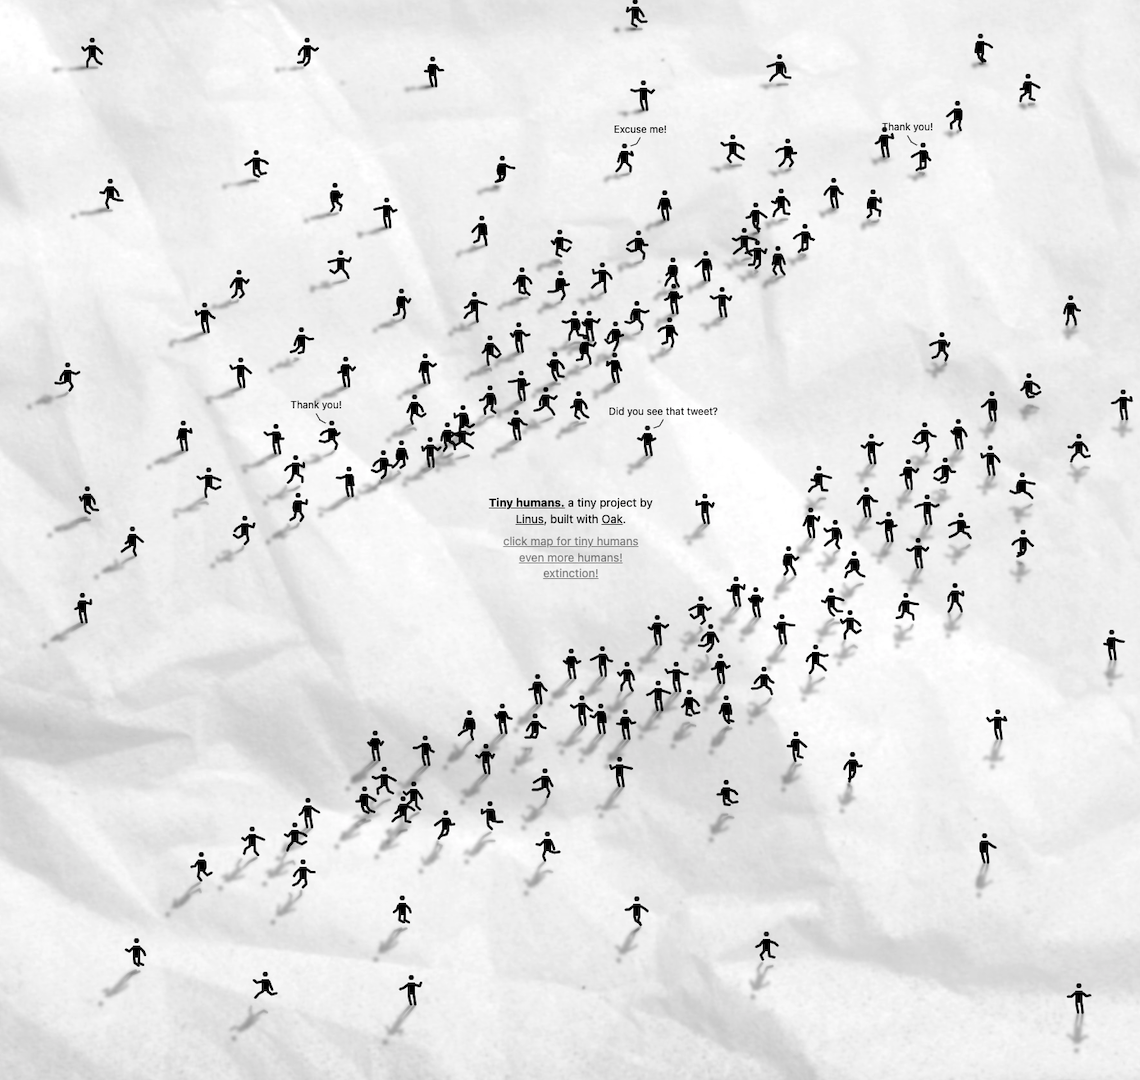 Excuse me!
Thank you!
Thank you!
Did you see that tweet?
Tiny humans. a tiny project by
Linus, built with Oak.
click map for tiny humans
even more humans!
extinction!